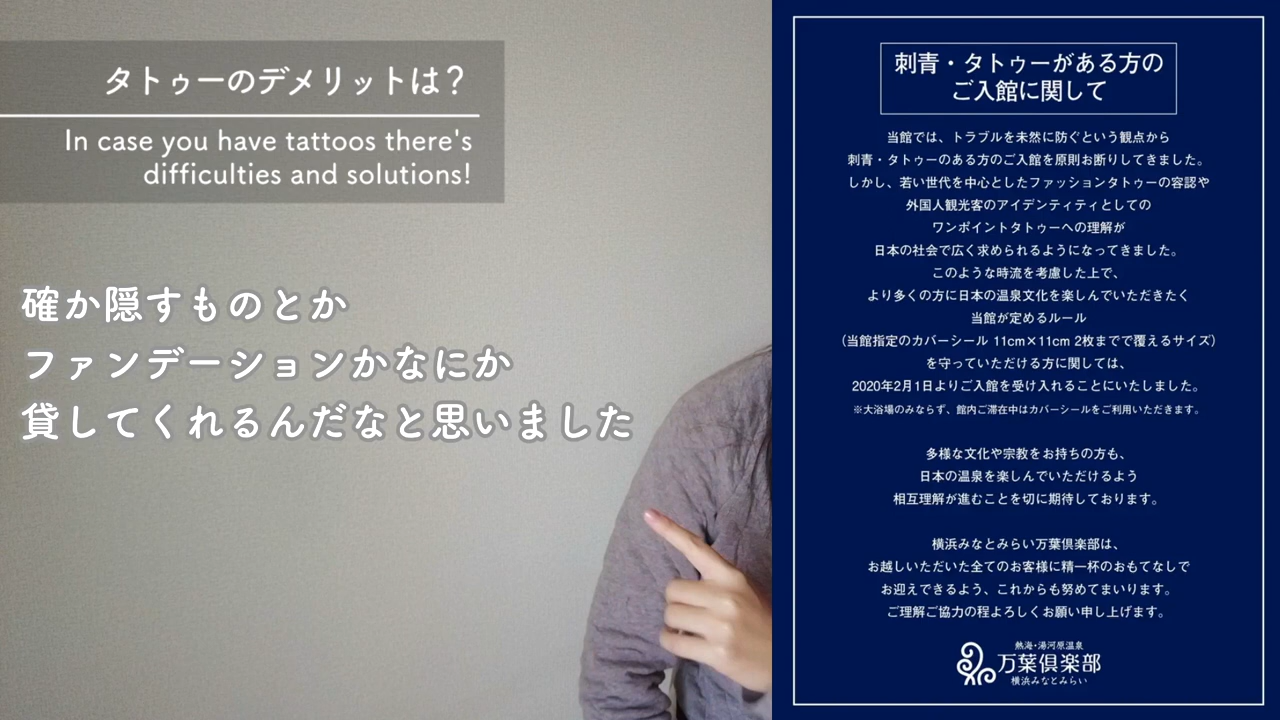 タトゥーのデメリットは？
In case you have tattoos there's
difficulties and solutions!
確か隠すものとか
ファンデーションかなにか
貸してくれるんだなと思いました
刺青・タトゥーがある方の
ご入館に関して
当館では、トラブルを未然に防ぐという観点から
刺青・タトゥーのある方のご入館を原則お断りしてきました。
しかし、若い世代を中心としたファッションタトゥーの容認や
外国人観光客のアイデンティティとしての
ワンポイントタトゥーへの理解が
日本の社会で広く求められるようになってきました。
このような時流を考慮した上で、
より多くの方に日本の温泉文化を楽しんでいただきたく
当館が定めるルール
（当館指定のカバーシール 11cm×11cm 2枚までで覆えるサイズ）
を守っていただける方に関しては、
2020年2月1日よりご入館を受け入れることにいたしました。
※大浴場のみならず、館内ご滞在中はカバーシールをご利用いただきます。
多様な文化や宗教をお持ちの方も、
日本の温泉を楽しんでいただけるよう
相互理解が進むことを切に期待しております。
横浜みなとみらい万葉倶楽部は、
お越しいただいた全てのお客様に精一杯のおもてなしで
お迎えできるよう、これからも努めてまいります。
ご理解ご協力の程よろしくお願い申し上げます。
熱海・湯河原温泉
万葉倶楽部
横浜みなとみらい